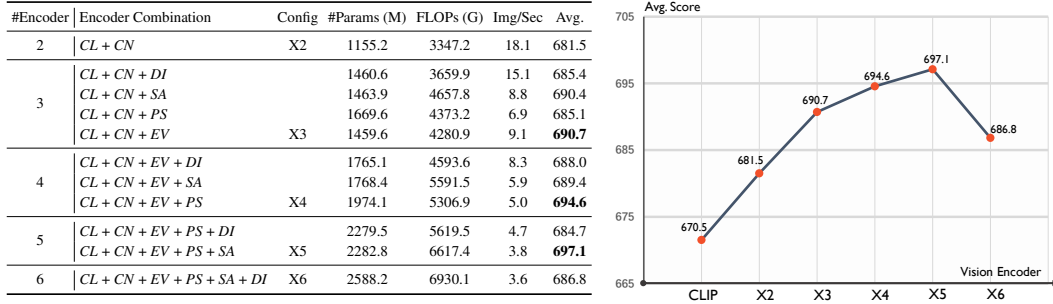 #Encoder Encoder Combination Config #Params (M) FLOPs (G) Img/Sec Avg.
2 CL + CN X2 1155.2 3347.2 18.1 681.5
3
CL + CN + DI 1460.6 3659.9 15.1 685.4
CL + CN + SA 1463.9 4657.8 8.8 690.4
CL + CN + PS 1669.6 4373.2 6.9 685.1
CL + CN + EV X3 1459.6 4280.9 9.1 690.7
4
CL + CN + EV + DI 1765.1 4593.6 8.3 688.0
CL + CN + EV + SA 1768.4 5591.5 5.9 689.4
CL + CN + EV + PS X4 1974.1 5306.9 5.0 694.6
5
CL + CN + EV + PS + DI 2279.5 5619.5 4.7 684.7
CL + CN + EV + PS + SA X5 2282.8 6617.4 3.8 697.1
6 CL + CN + EV + PS + SA + DI X6 2588.2 6930.1 3.6 686.8
Avg. Score
705
695
685
675
665
670.5
681.5
690.7
694.6
697.1
686.8
Vision Encoder
CLIP X2 X3 X4 X5 X6